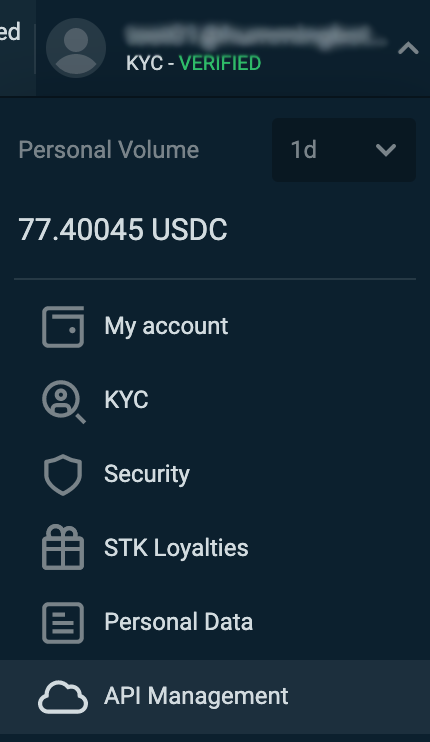 ed
KYC - VERIFIED
Personal Volume
1d
77.40045 USDC
My account
KYC
Security
STK Loyalties
Personal Data
API Management